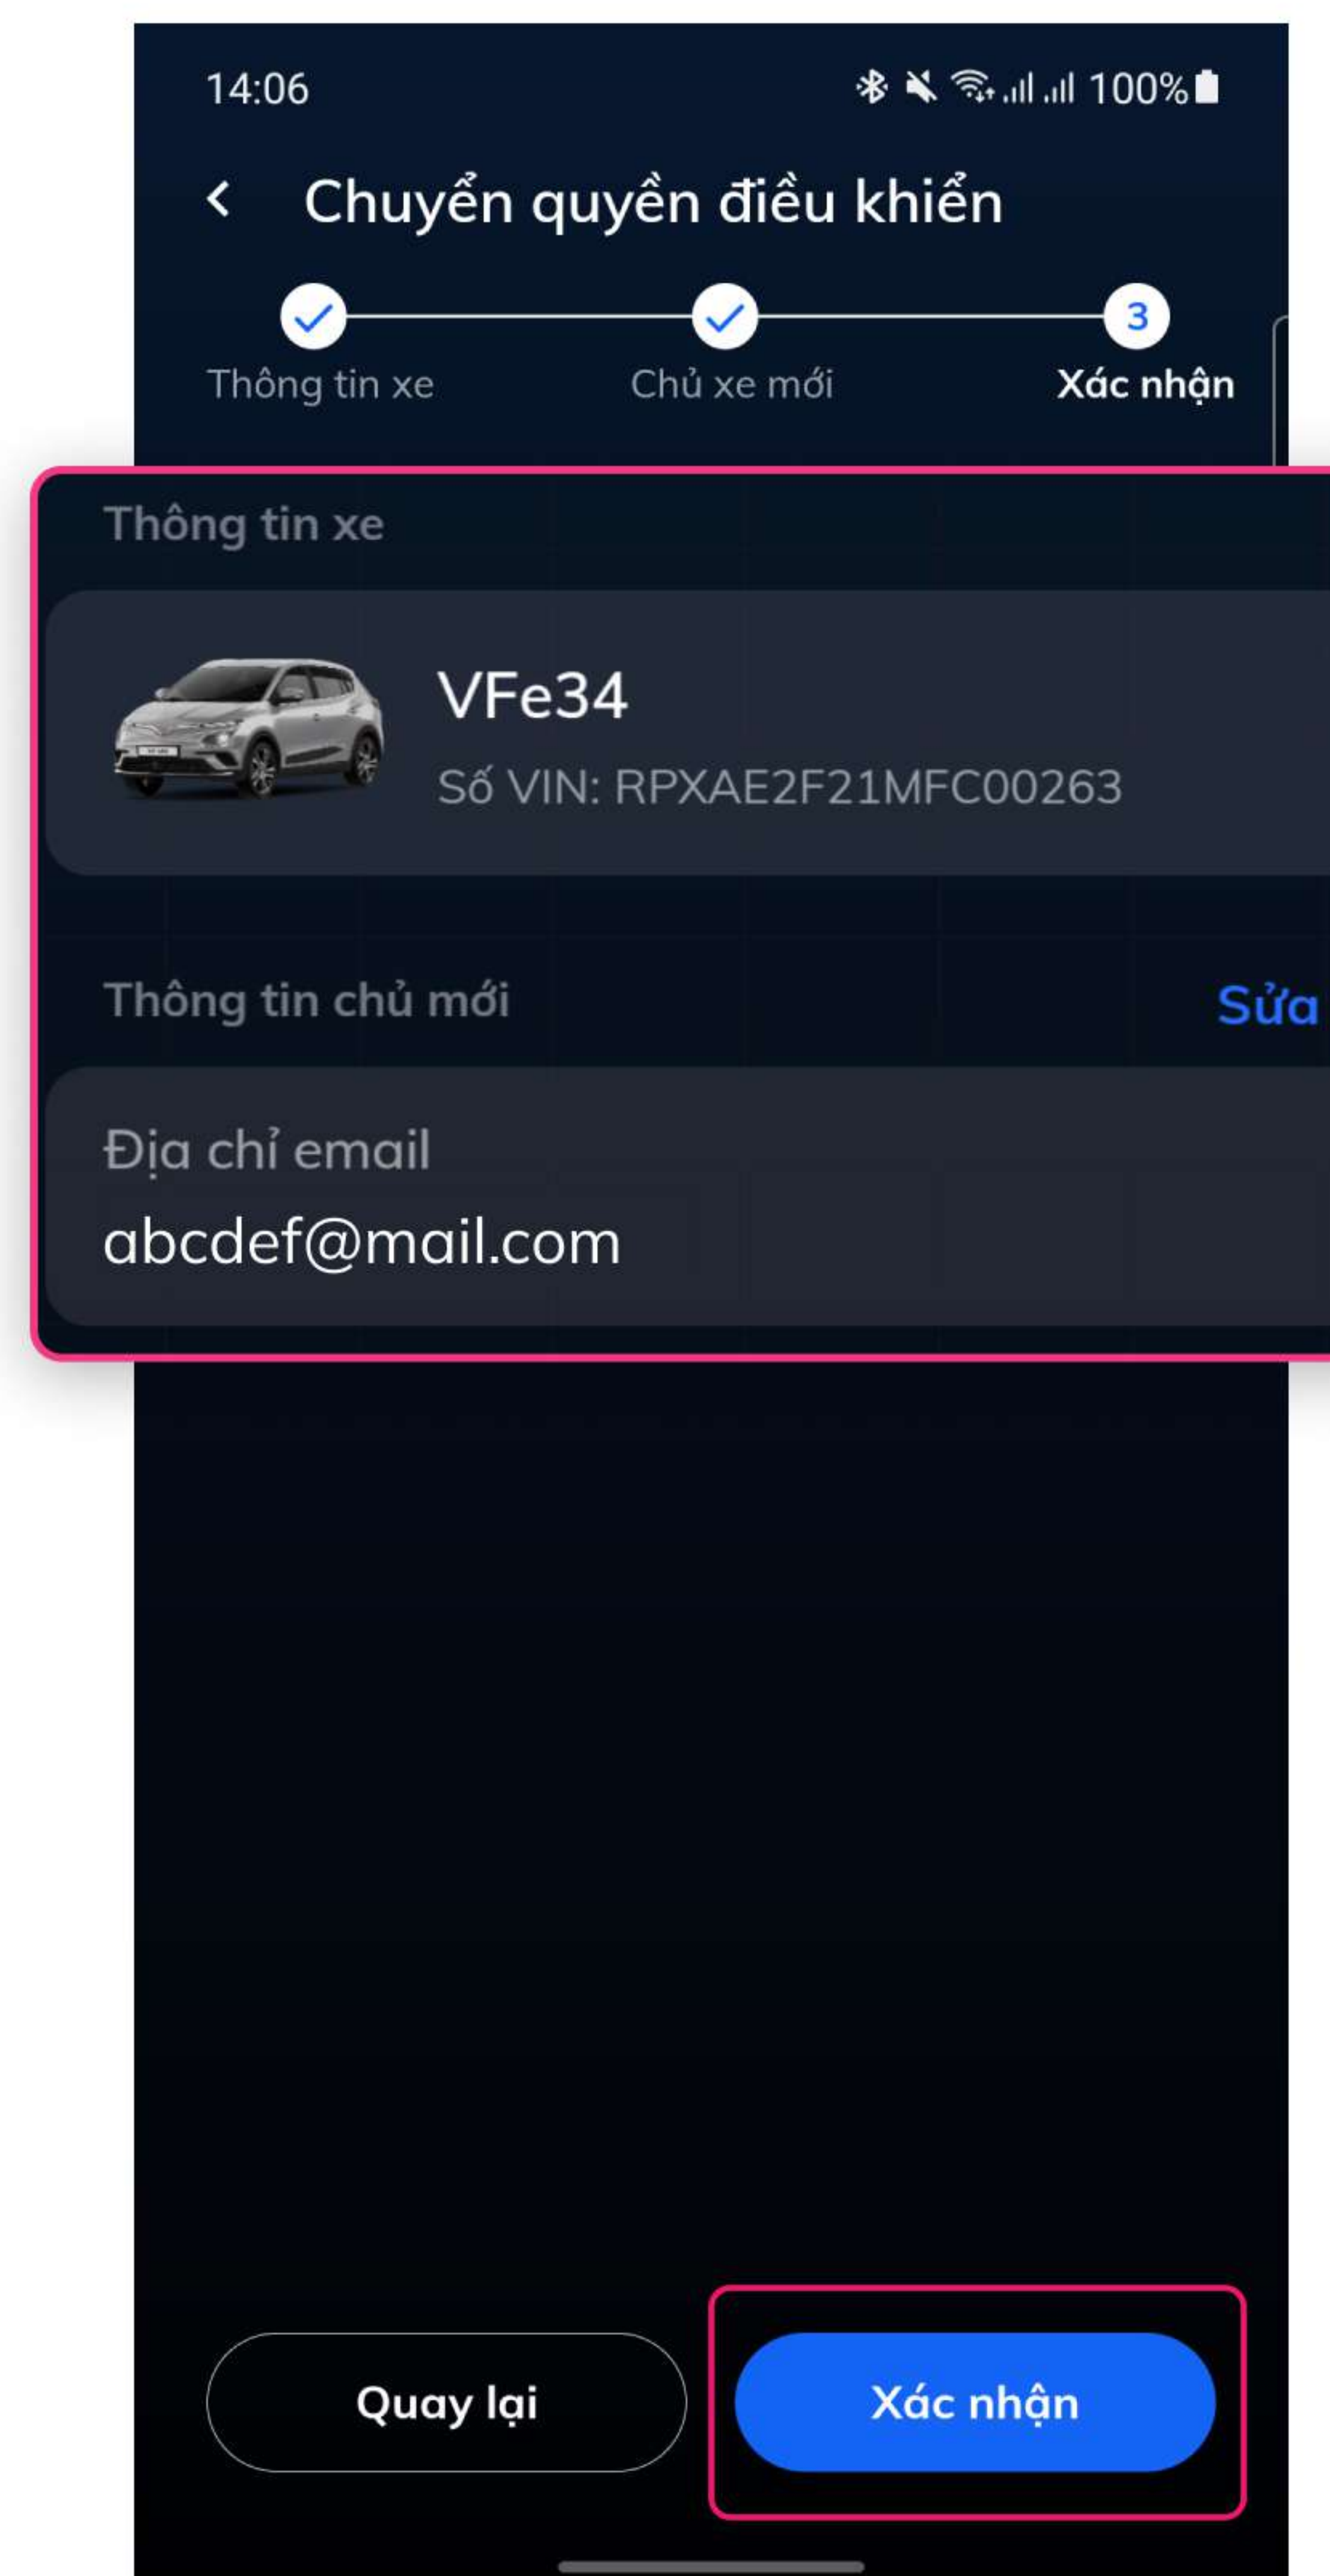 14:06 100%
Chuyển quyền điều khiển
3
Thông tin xe Chủ xe mới Xác nhận
Thông tin xe
VFe34
Số VIN: RPXAE2F21MFC00263
Thông tin chủ mới Sửa
Địa chỉ email
abcdef@mail.com
Quay lại Xác nhận